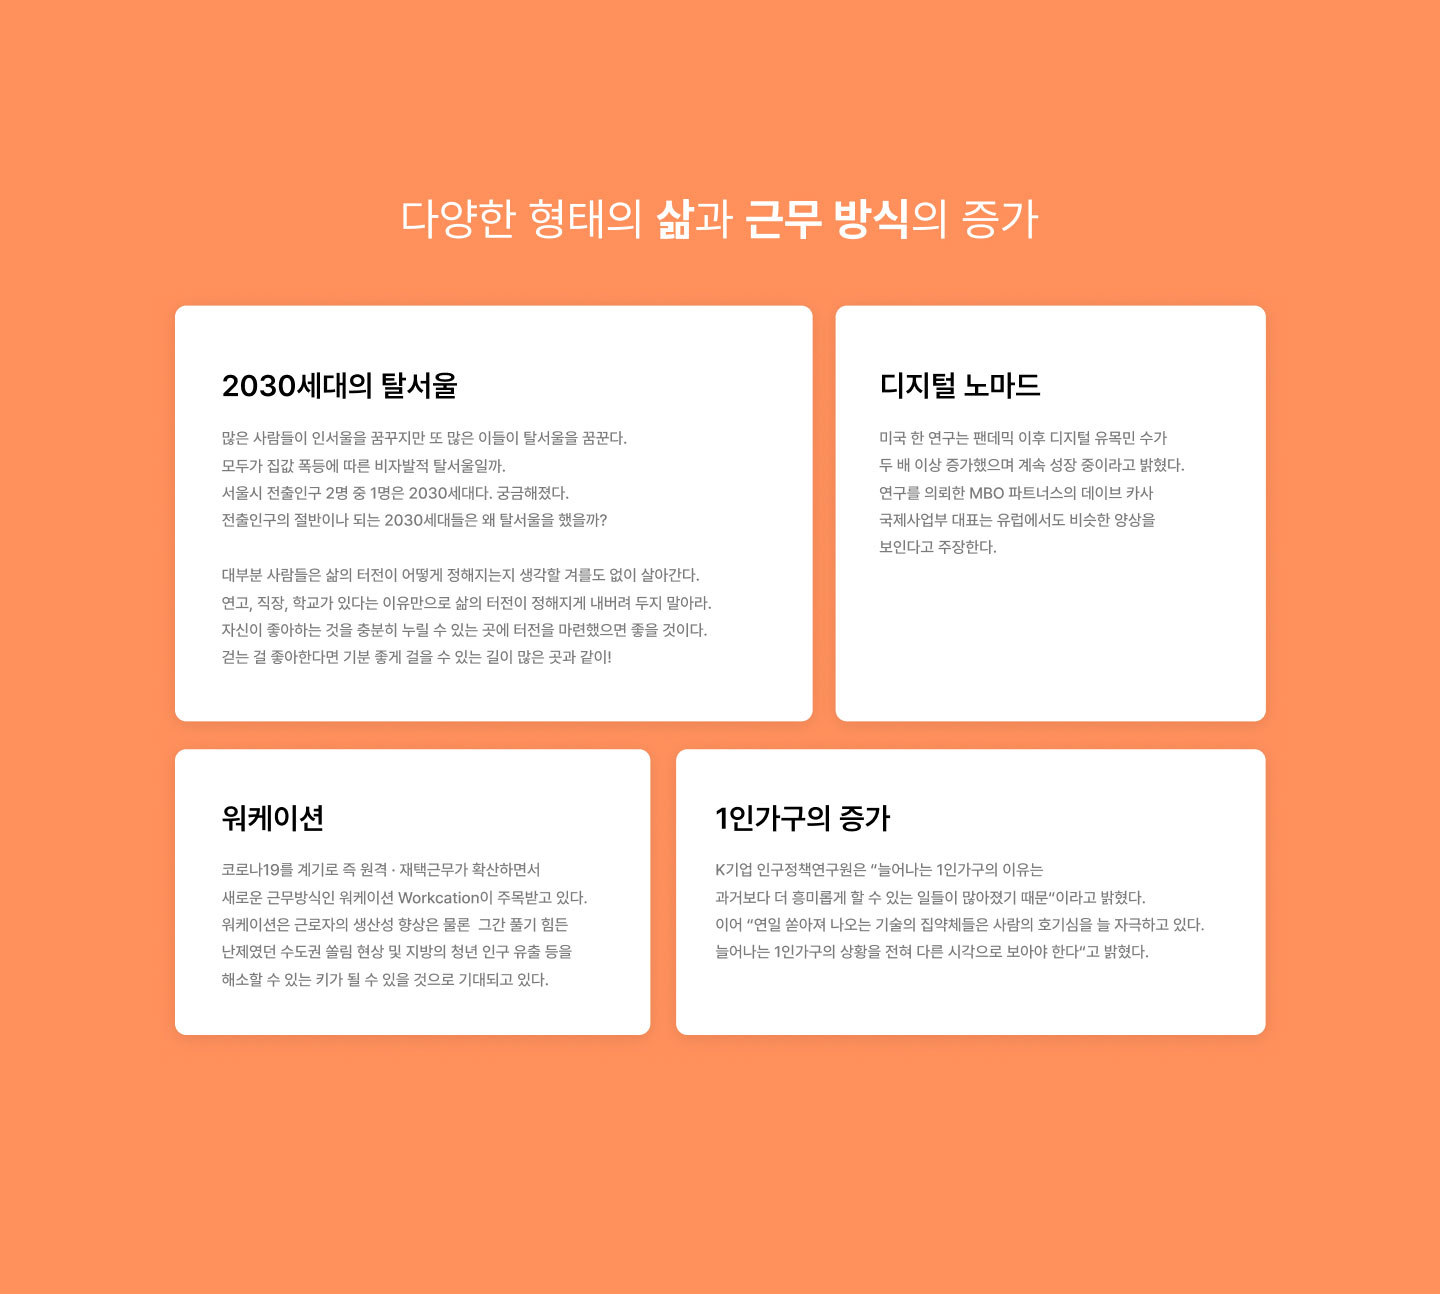 다양한 형태의 삶과 근무 방식의 증가
2030세대의 탈서울
많은 사람들이 인서울을 꿈꾸지만 또 많은 이들이 탈서울을 꿈꾼다.
모두가 집값 폭등에 따른 비자발적 탈서울일까.
서울시 전출인구 2명 중 1명은 2030세대다. 궁금해졌다.
전출인구의 절반이나 되는 2030세대들은 왜 탈서울을 했을까?
대부분 사람들은 삶의 터전이 어떻게 정해지는지 생각할 겨를도 없이 살아간다.
연고, 직장, 학교가 있다는 이유만으로 삶의 터전이 정해지게 내버려 두지 말아라.
자신이 좋아하는 것을 충분히 누릴 수 있는 곳에 터전을 마련했으면 좋을 것이다.
걷는 걸 좋아한다면 기분 좋게 걸을 수 있는 길이 많은 곳과 같이!
디지털 노마드
미국 한 연구는 팬데믹 이후 디지털 유목민 수가
두 배 이상 증가했으며 계속 성장 중이라고 밝혔다.
연구를 의뢰한 MBO 파트너스의 데이브 카사
국제사업부 대표는 유럽에서도 비슷한 양상을
보인다고 주장한다.
워케이션
코로나19를 계기로 즉 원격 · 재택근무가 확산하면서
새로운 근무방식인 워케이션 Workcation이 주목받고 있다.
워케이션은 근로자의 생산성 향상은 물론  그간 풀기 힘든
난제였던 수도권 쏠림 현상 및 지방의 청년 인구 유출 등을
해소할 수 있는 키가 될 수 있을 것으로 기대되고 있다.
1인가구의 증가
K기업 인구정책연구원은 “늘어나는 1인가구의 이유는
과거보다 더 흥미롭게 할 수 있는 일들이 많아졌기 때문“이라고 밝혔다.
이어 ”연일 쏟아져 나오는 기술의 집약체들은 사람의 호기심을 늘 자극하고 있다.
늘어나는 1인가구의 상황을 전혀 다른 시각으로 보아야 한다“고 밝혔다.